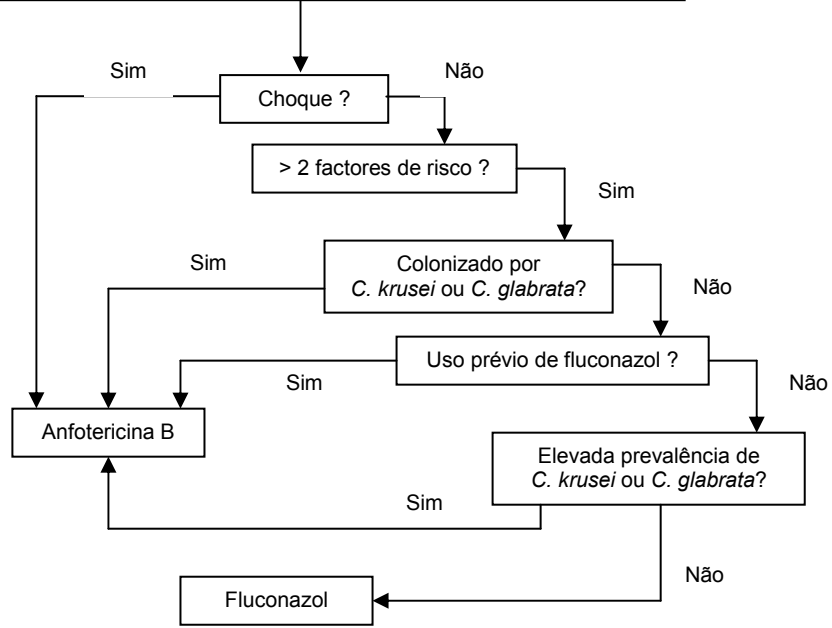 Sim
Não
Choque ?
> 2 factores de risco ?
Sim
Sim
Colonizado por
C. krusei ou C. glabrata?
Não
Uso prévio de fluconazol ?
Sim
Não
Anfotericina B
Elevada prevalência de
C. krusei ou C. glabrata?
Sim
Não
Fluconazol